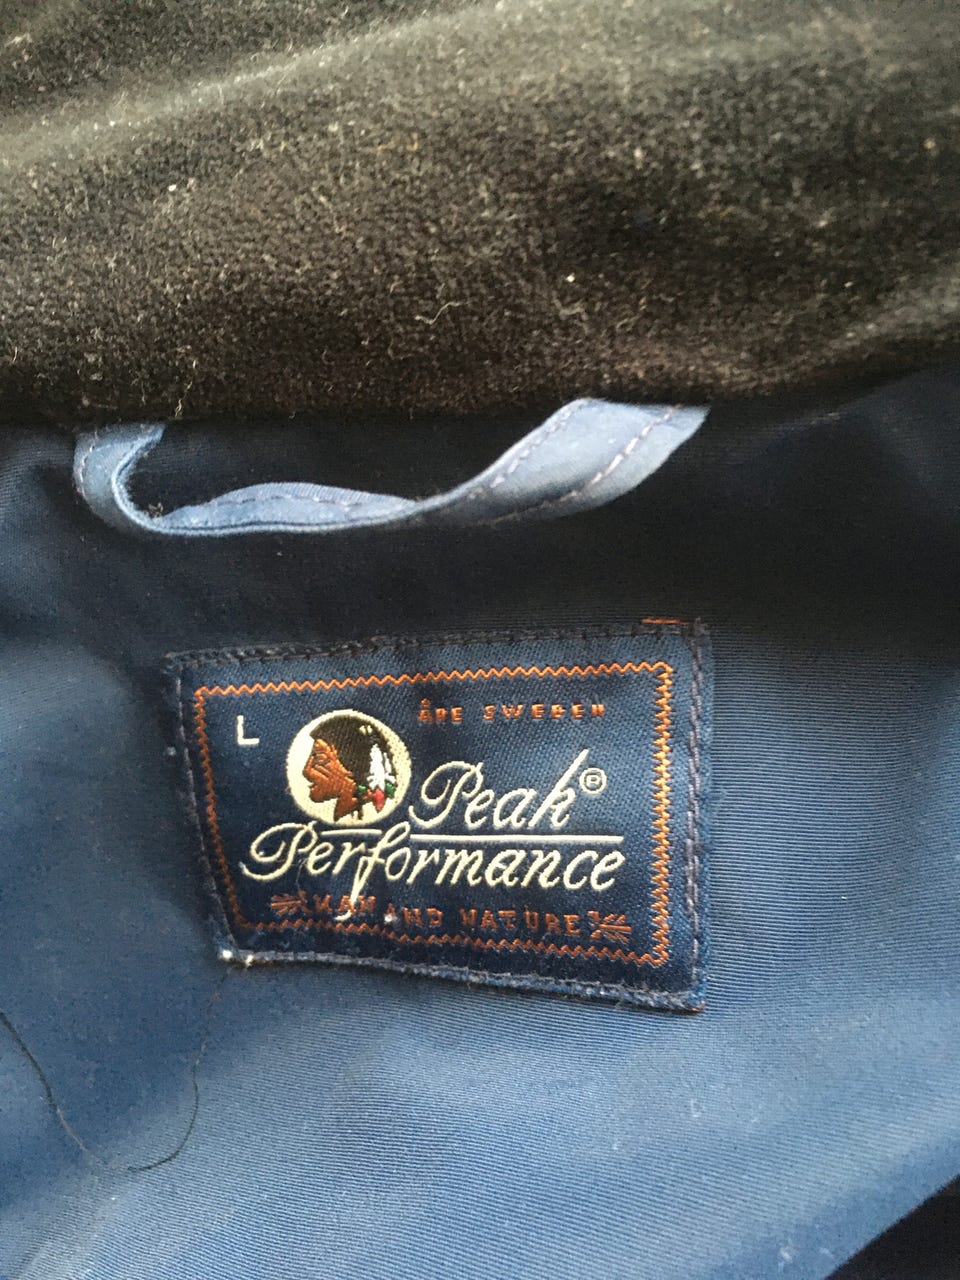 L
ÅRE SWEDEN
Peak®
Performance
MAN AND NATURE